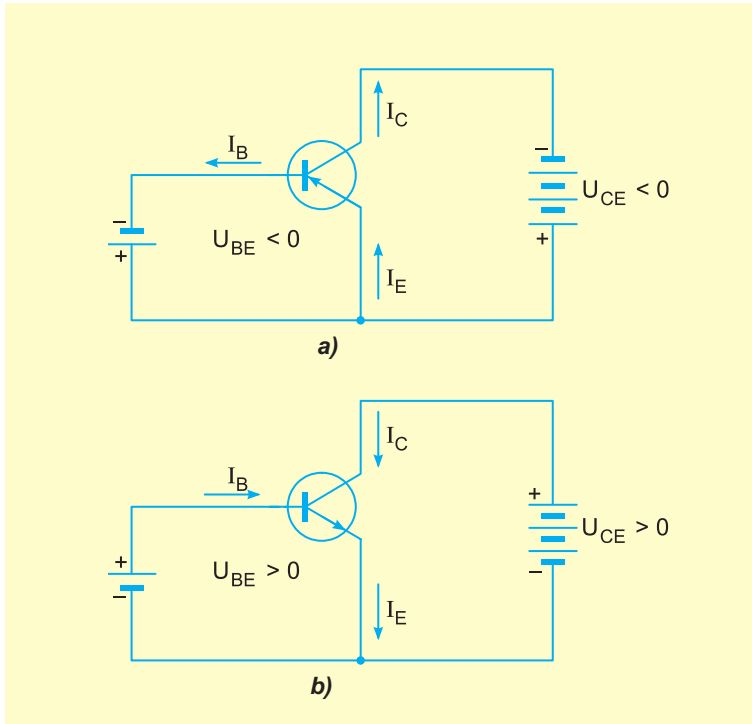 I_C
I_B
−
−
U_BE < 0
U_CE < 0
+
+
I_E
a)
I_C
I_B
+
+
U_CE > 0
U_BE > 0
−
−
I_E
b)